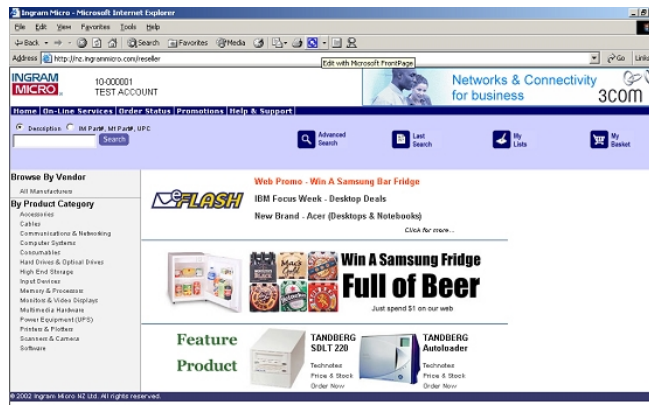 Ingram Micro - Microsoft Internet Explorer
File Edit View Favorites Tools Help
Back Search Favorites Media
Address http://nz.ingrammicro.com/reseller Go Links
Edit with Microsoft FrontPage
INGRAM
MICRO
10-000001
TEST ACCOUNT
Networks & Connectivity
for business
3COM
Home On-Line Services Order Status Promotions Help & Support
Description IM Part#, Mf Part#, UPC
Search
Advanced
Search
Last
Search
My
Lists
My
Basket
Browse By Vendor
All Manufacturers
By Product Category
Accessories
Cables
Communications & Networking
Computer Systems
Consumables
Hard Drives & Optical Drives
High End Storage
Input Devices
Memory & Processors
Monitors & Video Displays
Multimedia Hardware
Power Equipment (UPS)
Printers & Plotters
Scanners & Camera
Software
eFLASH
Web Promo - Win A Samsung Bar Fridge
IBM Focus Week - Desktop Deals
New Brand - Acer (Desktops & Notebooks)
Click for more...
Win A Samsung Fridge
Full of Beer
Just spend $1 on our web
Feature
Product
TANDBERG
SDLT 220
Technotes
Price & Stock
Order Now
TANDBERG
Autoloader
Technotes
Price & Stock
Order Now
© 2002 Ingram Micro NZ Ltd. All rights reserved.